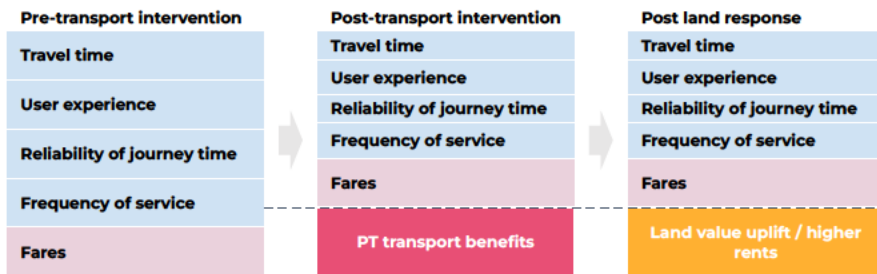 Pre-transport intervention
Travel time
User experience
Reliability of journey time
Frequency of service
Fares
Post-transport intervention
Travel time
User experience
Reliability of journey time
Frequency of service
Fares
PT transport benefits
Post land response
Travel time
User experience
Reliability of journey time
Frequency of service
Fares
Land value uplift / higher
rents